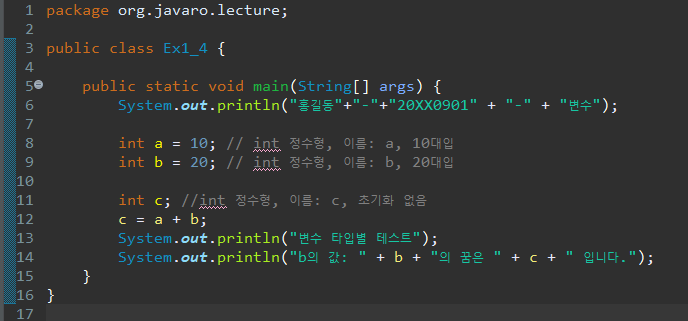 1 package org.javaro.lecture;
2
3 public class Ex1_4 {
4
5 public static void main(String[] args) {
6 System.out.println("홍길동"+"-"+"20XX0901" + "-" + "변수");
7
8 int a = 10; // int 정수형, 이름: a, 10대입
9 int b = 20; // int 정수형, 이름: b, 20대입
10
11 int c; //int 정수형, 이름: c, 초기화 없음
12 c = a + b;
13 System.out.println("변수 타입별 테스트");
14 System.out.println("b의 값: " + b + "의 꿈은 " + c + " 입니다.");
15 }
16 }
17